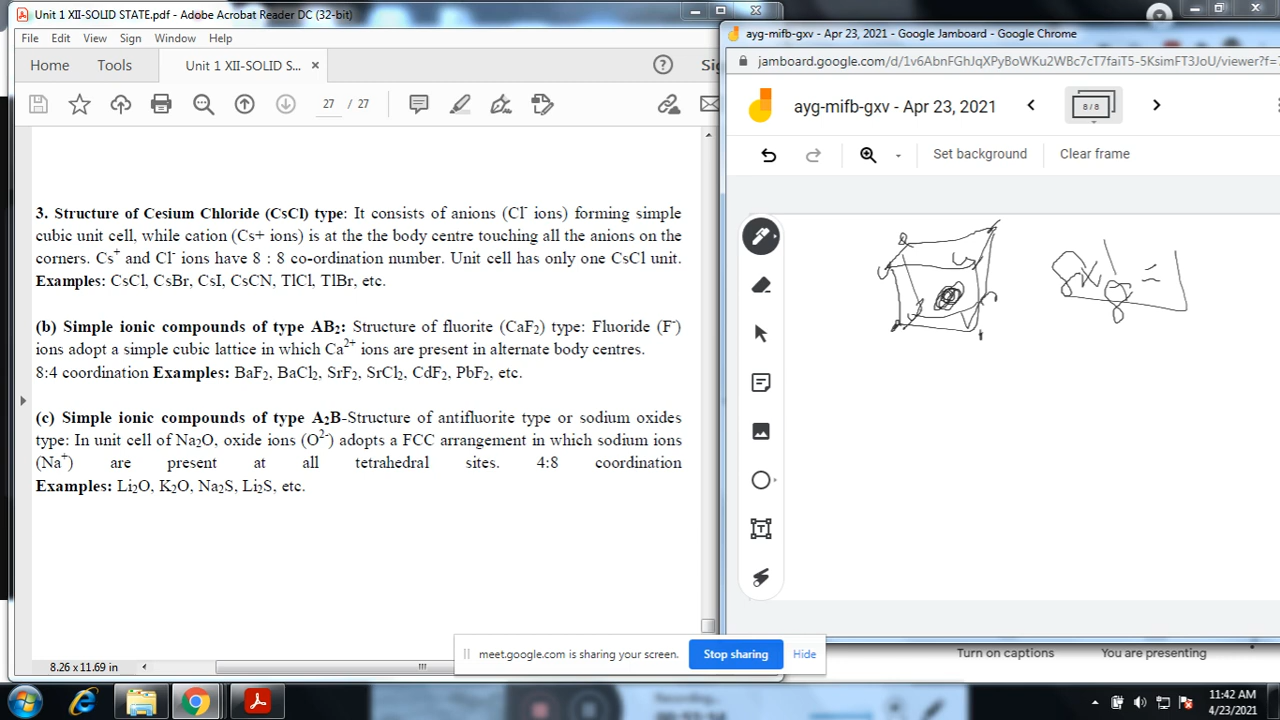 Unit 1 XII-SOLID STATE.pdf - Adobe Acrobat Reader DC (32-bit)
File Edit View Sign Window Help
Home Tools Unit 1 XII-SOLID S... ×
27 / 27
3. Structure of Cesium Chloride (CsCl) type: It consists of anions (Cl⁻ ions) forming simple
cubic unit cell, while cation (Cs+ ions) is at the the body centre touching all the anions on the
corners. Cs⁺ and Cl⁻ ions have 8 : 8 co-ordination number. Unit cell has only one CsCl unit.
Examples: CsCl, CsBr, CsI, CsCN, TlCl, TlBr, etc.
(b) Simple ionic compounds of type AB₂: Structure of fluorite (CaF₂) type: Fluoride (F⁻)
ions adopt a simple cubic lattice in which Ca²⁺ ions are present in alternate body centres.
8:4 coordination Examples: BaF₂, BaCl₂, SrF₂, SrCl₂, CdF₂, PbF₂, etc.
(c) Simple ionic compounds of type A₂B-Structure of antifluorite type or sodium oxides
type: In unit cell of Na₂O, oxide ions (O²⁻) adopts a FCC arrangement in which sodium ions
(Na⁺) are present at all tetrahedral sites. 4:8 coordination
Examples: Li₂O, K₂O, Na₂S, Li₂S, etc.
8.26 x 11.69 in
ayg-mifb-gxv - Apr 23, 2021 - Google Jamboard - Google Chrome
jamboard.google.com/d/1v6AbnFGhJqXPyBoWKu2WBc7cT7faiT5-5KsimFT3JoU/viewer?f=
ayg-mifb-gxv - Apr 23, 2021
8 / 8
Set background Clear frame
8x1/8 = 1
meet.google.com is sharing your screen. Stop sharing Hide
Turn on captions You are presenting
11:42 AM
4/23/2021